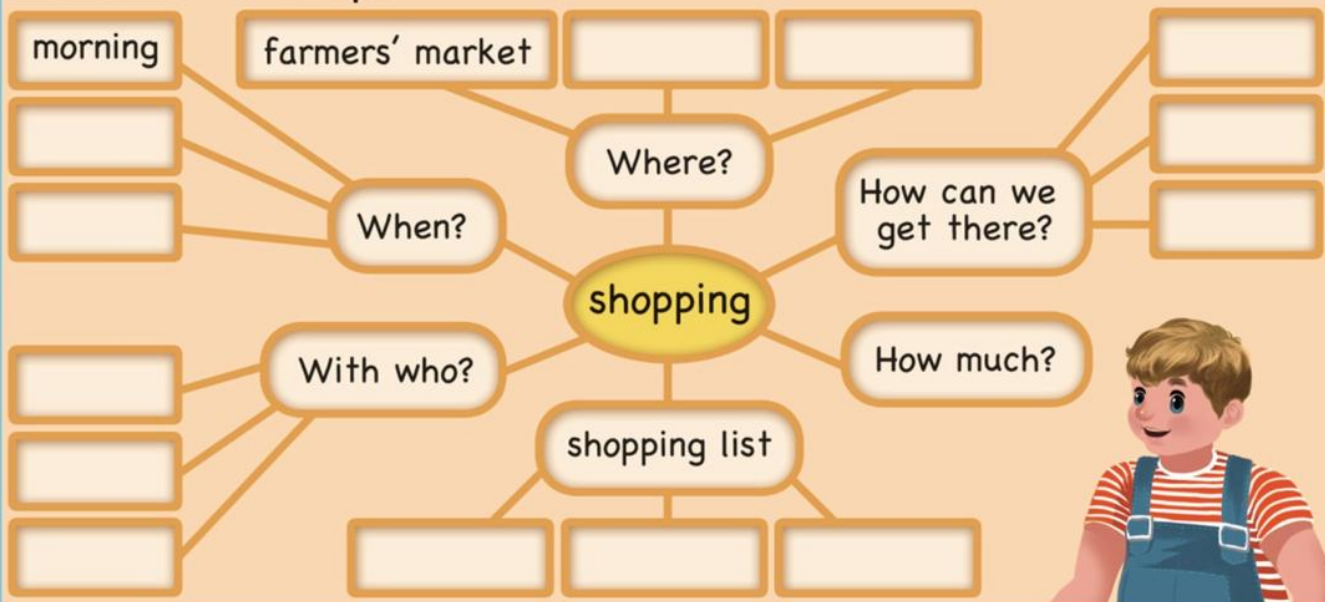 morning
farmers’ market
Where?
How can we
get there?
When?
shopping
With who?
How much?
shopping list